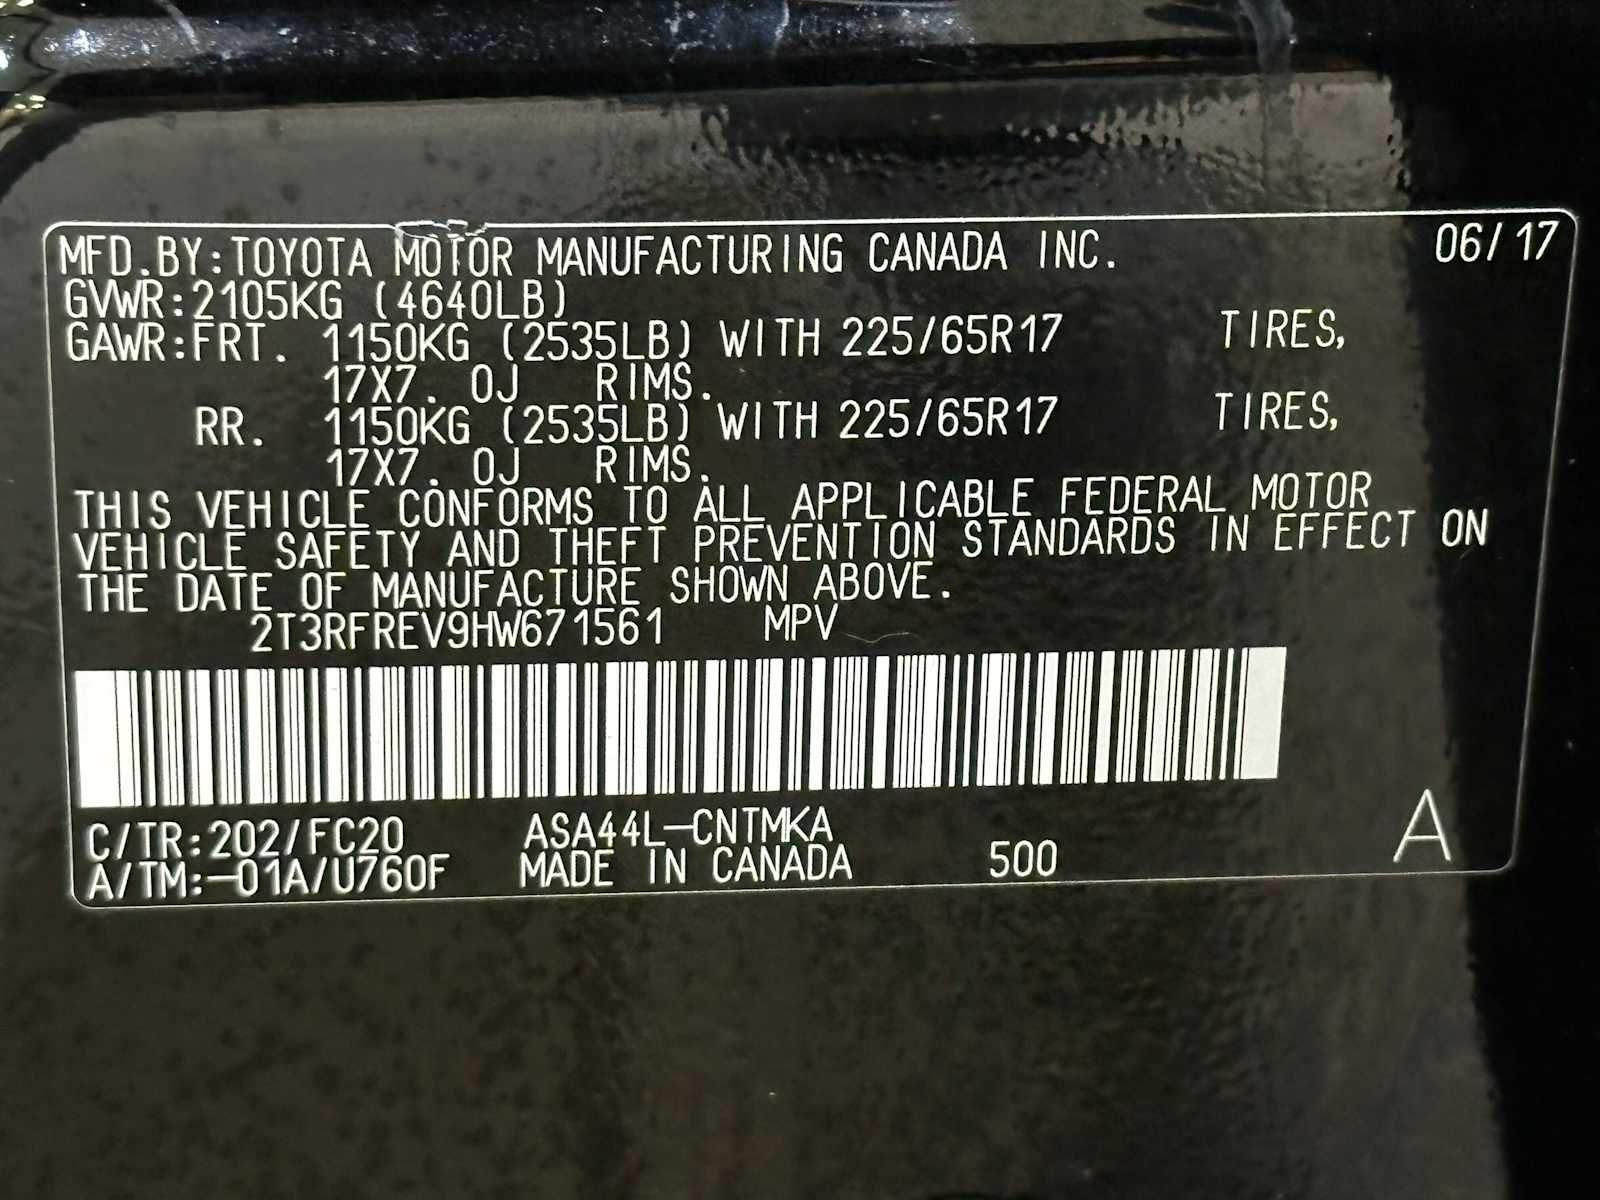 MFD.BY:TOYOTA MOTOR MANUFACTURING CANADA INC. 06/17
GVWR:2105KG (4640LB)
GAWR:FRT. 1150KG (2535LB) WITH 225/65R17 TIRES,
17X7. 0J RIMS.
RR. 1150KG (2535LB) WITH 225/65R17 TIRES,
17X7. 0J RIMS.
THIS VEHICLE CONFORMS TO ALL APPLICABLE FEDERAL MOTOR
VEHICLE SAFETY AND THEFT PREVENTION STANDARDS IN EFFECT ON
THE DATE OF MANUFACTURE SHOWN ABOVE.
2T3RFREV9HW671561 MPV
C/TR:202/FC20 ASA44L-CNTMKA
A/TM:-01A/U760F MADE IN CANADA 500 A